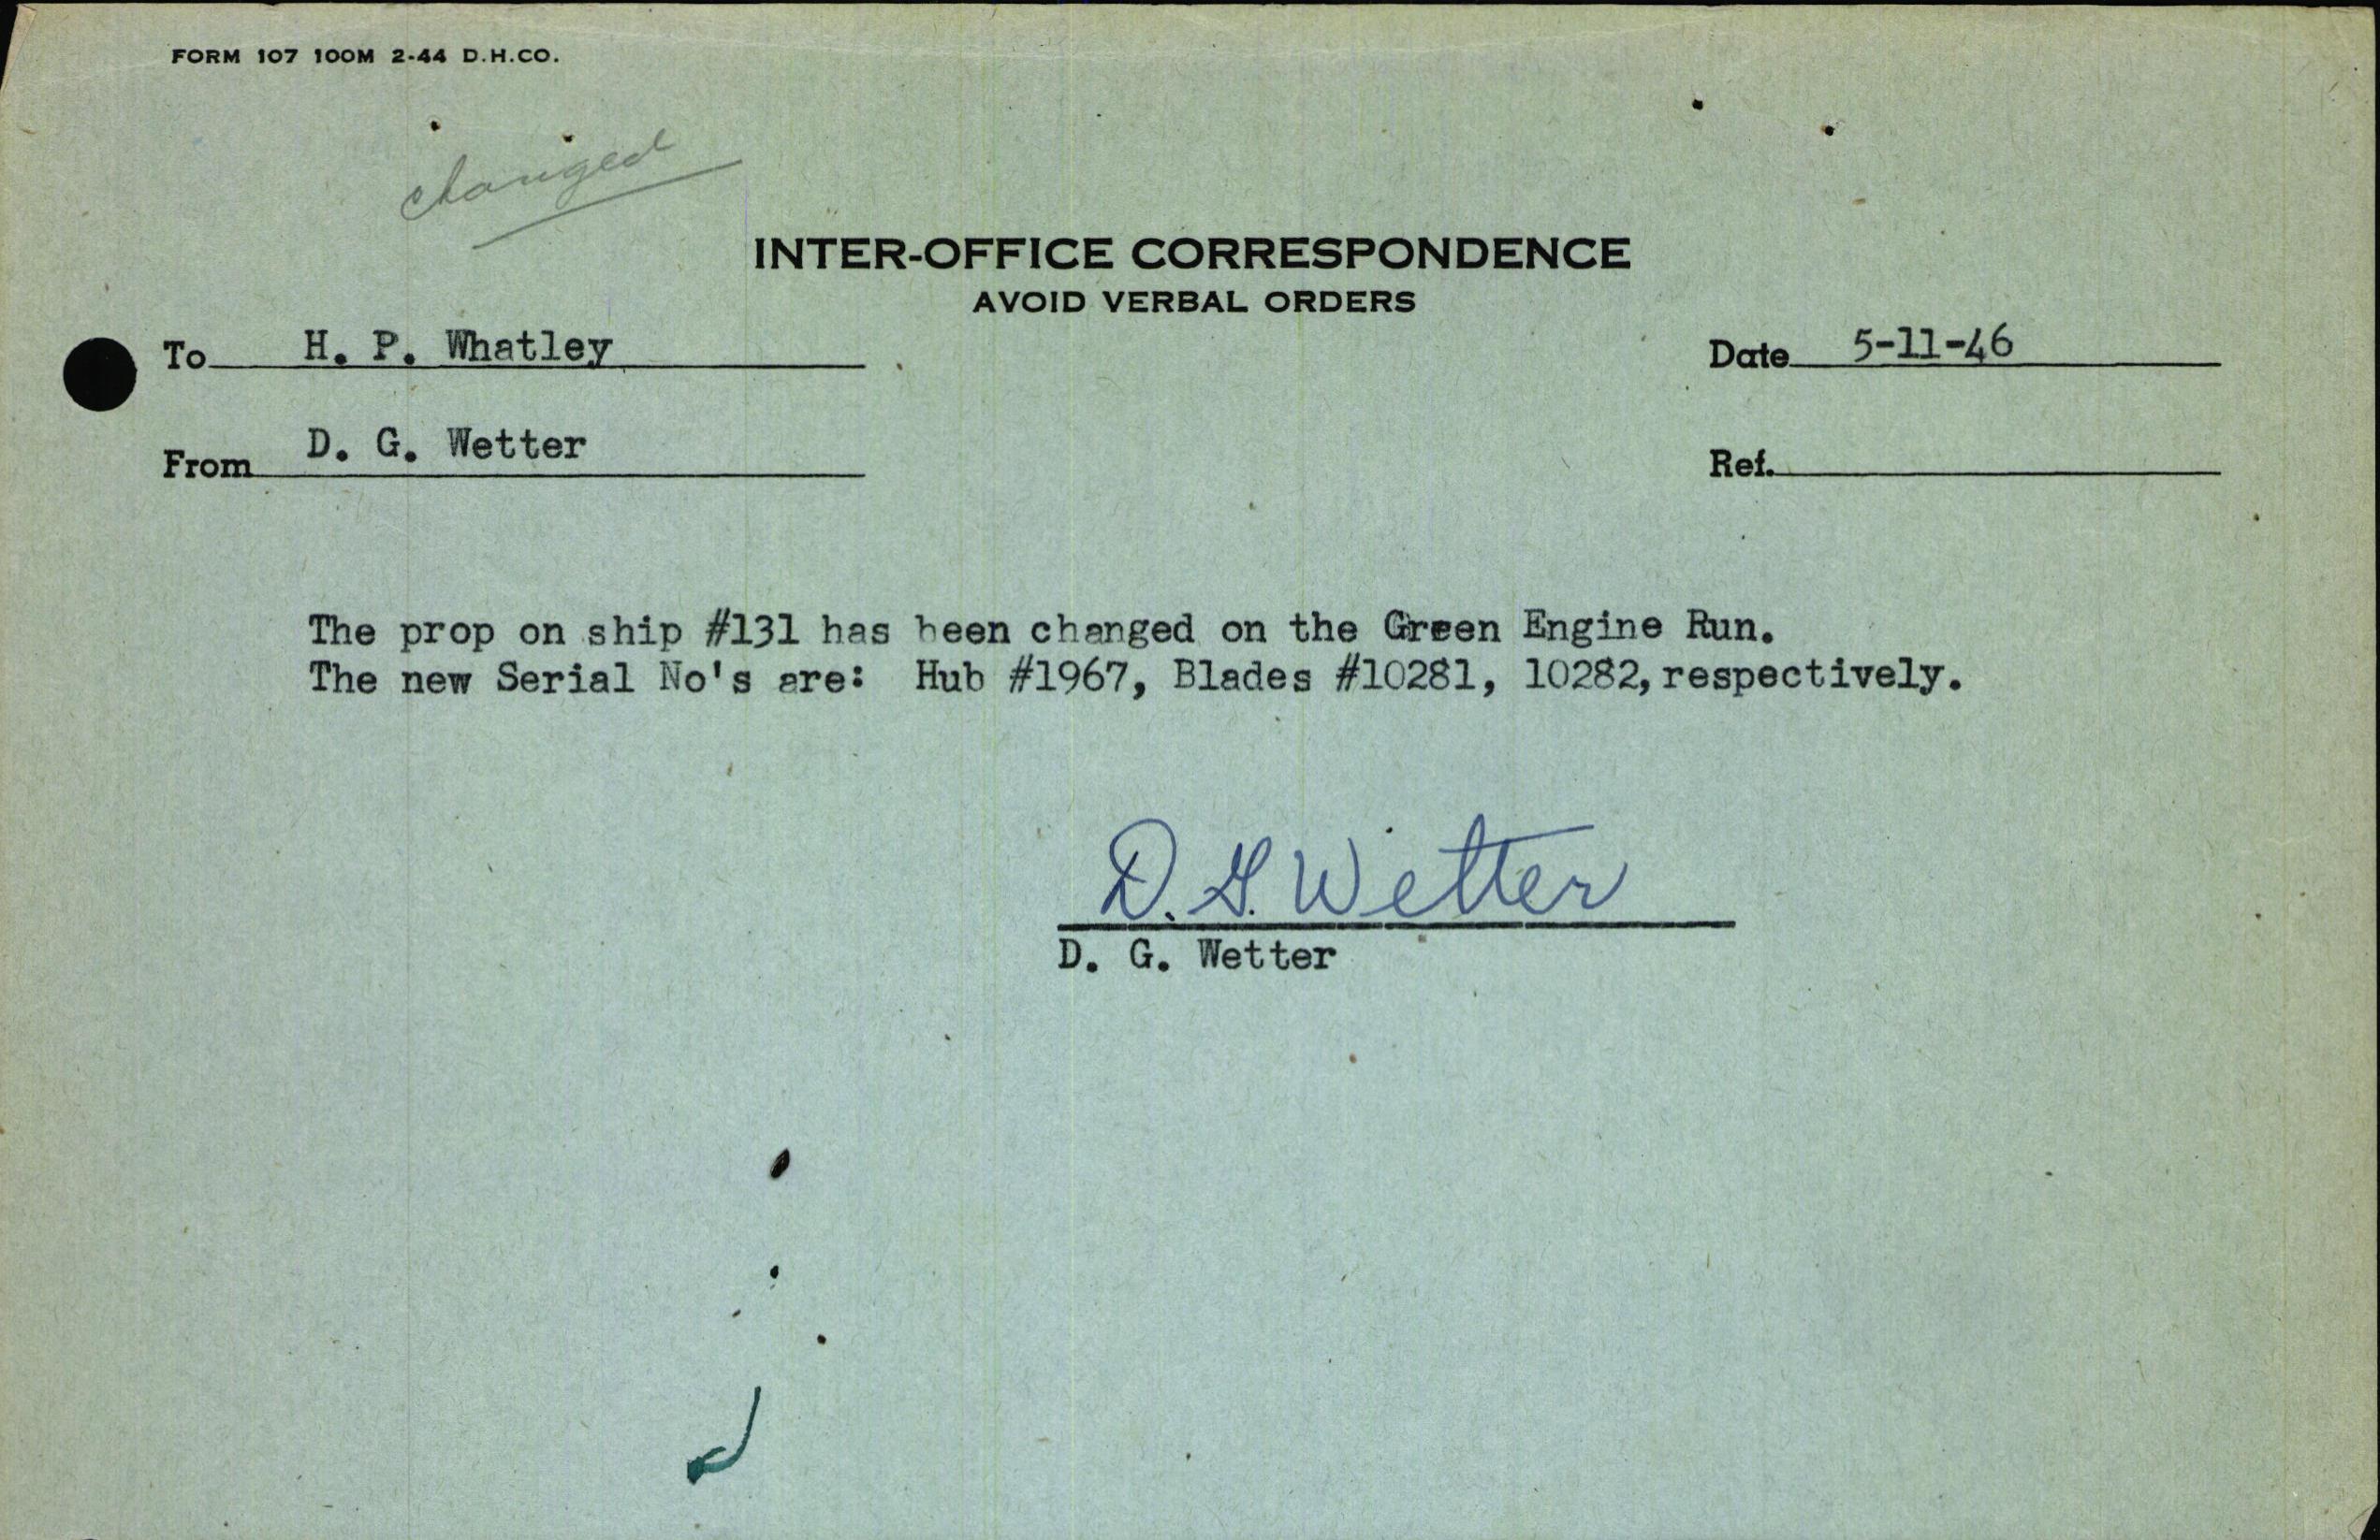 FORM 107 100M 2-44 D.H.CO.
changed
INTER-OFFICE CORRESPONDENCE
AVOID VERBAL ORDERS
To H. P. Whatley
Date 5-11-46
From D. G. Wetter
Ref.
The prop on ship #131 has been changed on the Green Engine Run.
The new Serial No's are: Hub #1967, Blades #10281, 10282, respectively.
D. G. Wetter
D. G. Wetter